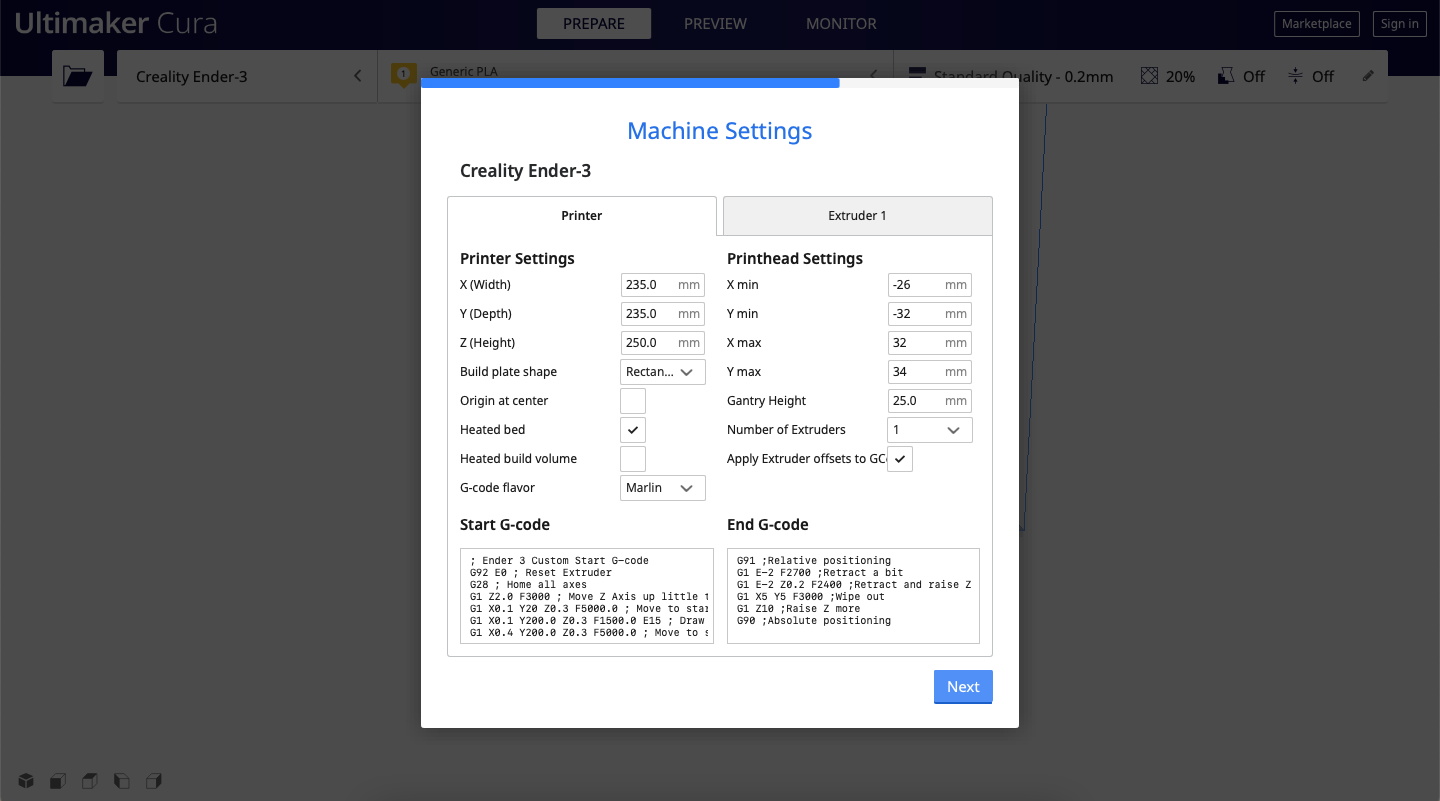 Ultimaker Cura
PREPARE
PREVIEW
MONITOR
Marketplace
Sign in
Creality Ender-3
1
Generic PLA
Standard Quality - 0.2mm
20%
Off
Off
Machine Settings
Creality Ender-3
Printer
Extruder 1
Printer Settings
X (Width) 235.0 mm
Y (Depth) 235.0 mm
Z (Height) 250.0 mm
Build plate shape Rectan...
Origin at center
Heated bed
Heated build volume
G-code flavor Marlin
Printhead Settings
X min -26 mm
Y min -32 mm
X max 32 mm
Y max 34 mm
Gantry Height 25.0 mm
Number of Extruders 1
Apply Extruder offsets to GC
Start G-code
; Ender 3 Custom Start G-code
G92 E0 ; Reset Extruder
G28 ; Home all axes
G1 Z2.0 F3000 ; Move Z Axis up little
G1 X0.1 Y20 Z0.3 F5000.0 ; Move to
G1 X0.1 Y200.0 Z0.3 F1500.0 E15 ; Draw
G1 X0.4 Y200.0 Z0.3 F5000.0 ; Move to
End G-code
G91 ;Relative positioning
G1 E-2 F2700 ;Retract a bit
G1 E-2 Z0.2 F2400 ;Retract and raise Z
G1 X5 Y5 F3000 ;Wipe out
G1 Z10 ;Raise Z more
G90 ;Absolute positioning
Next